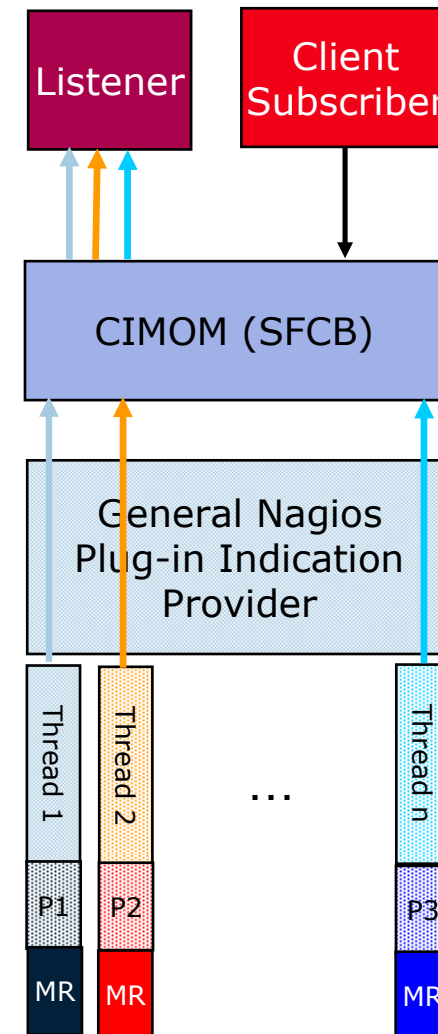 Listener
Client
Subscriber
CIMOM (SFCB)
General Nagios
Plug-in Indication
Provider
Thread 1
Thread 2
...
Thread n
P1
P2
P3
MR
MR
MR